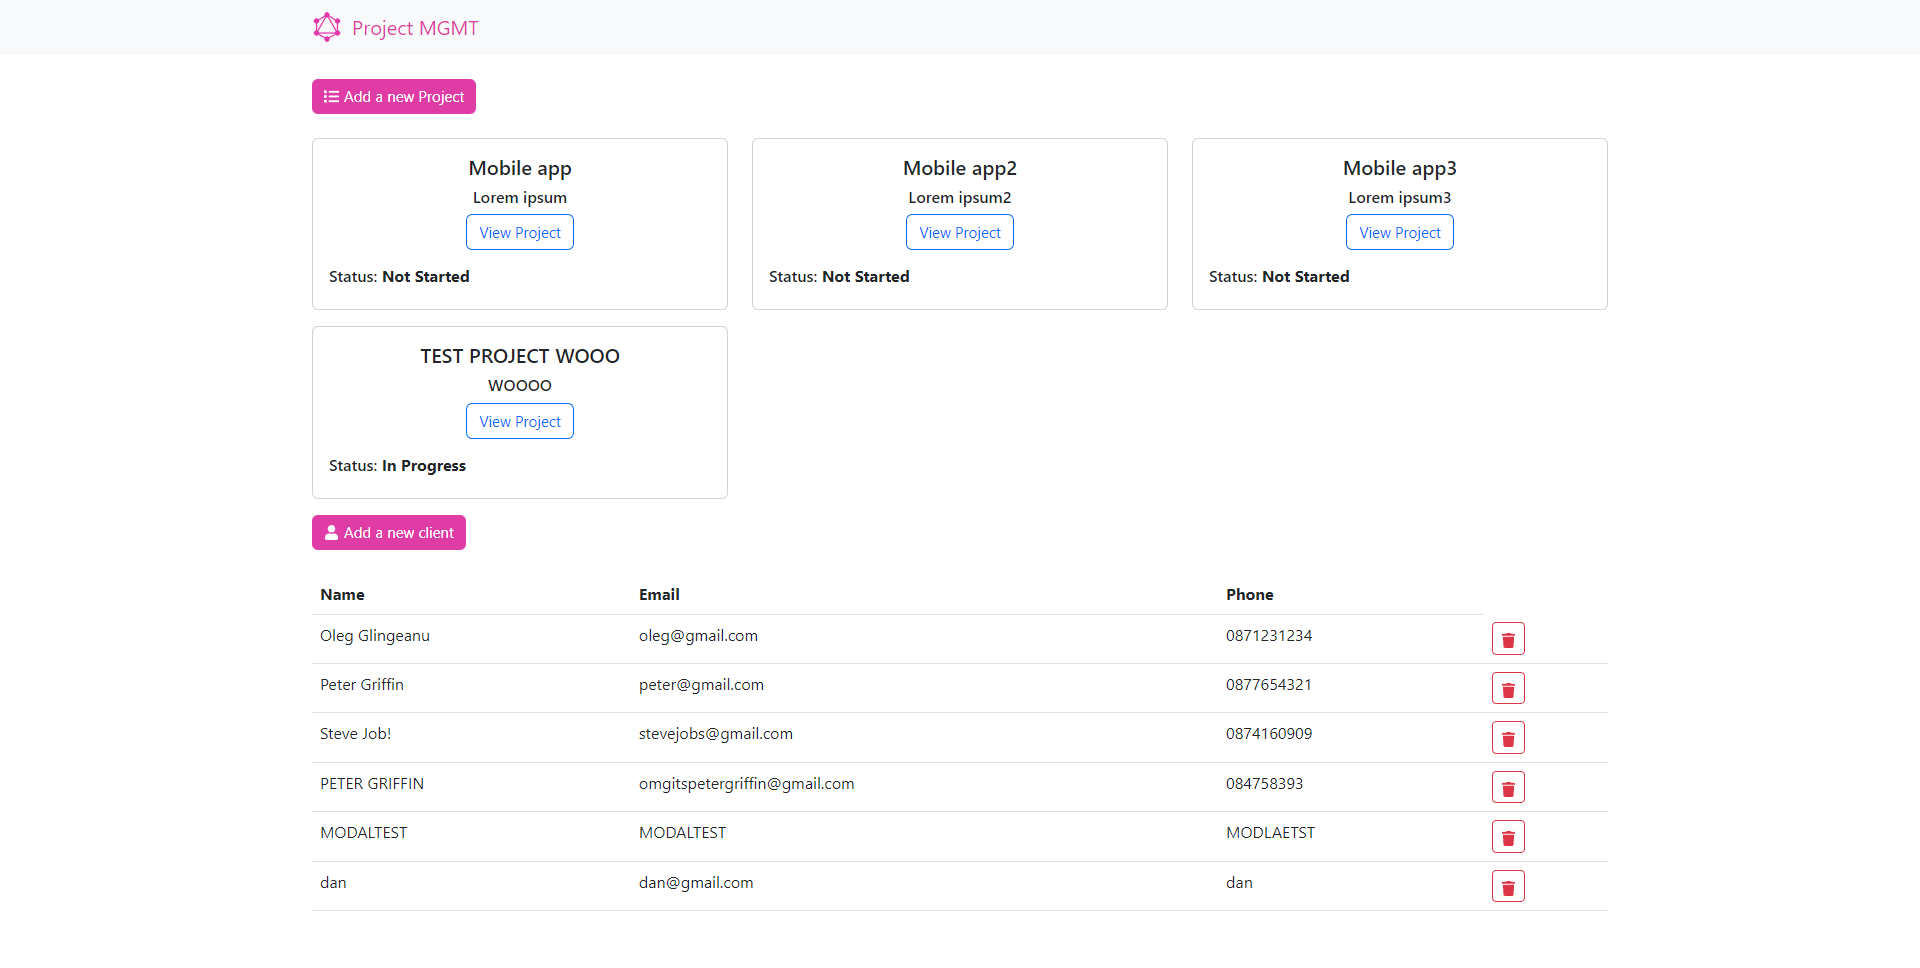 Project MGMT
Add a new Project
Mobile app
Lorem ipsum
View Project
Status: Not Started
Mobile app2
Lorem ipsum2
View Project
Status: Not Started
Mobile app3
Lorem ipsum3
View Project
Status: Not Started
TEST PROJECT WOOO
WOOOO
View Project
Status: In Progress
Add a new client
Name Email Phone
Oleg Glingeanu oleg@gmail.com 0871231234
Peter Griffin peter@gmail.com 0877654321
Steve Job! stevejobs@gmail.com 0874160909
PETER GRIFFIN omgitspetergriffin@gmail.com 084758393
MODALTEST MODALTEST MODLAETST
dan dan@gmail.com dan